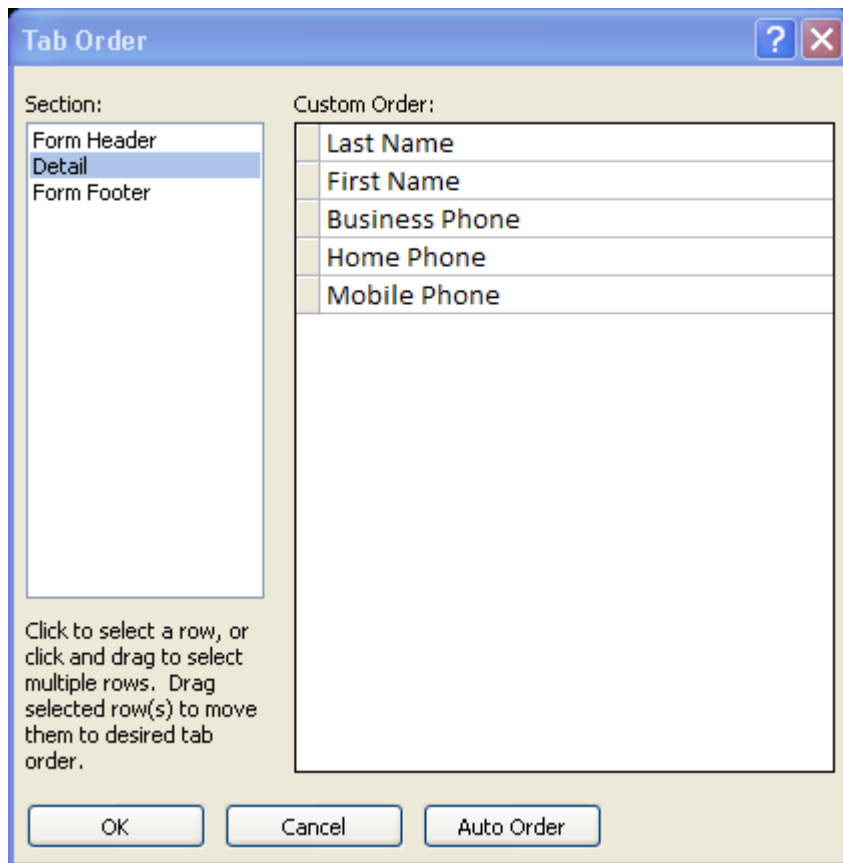 Tab Order
Section:
Form Header
Detail
Form Footer
Click to select a row, or
click and drag to select
multiple rows. Drag
selected row(s) to move
them to desired tab
order.
Custom Order:
Last Name
First Name
Business Phone
Home Phone
Mobile Phone
OK
Cancel
Auto Order